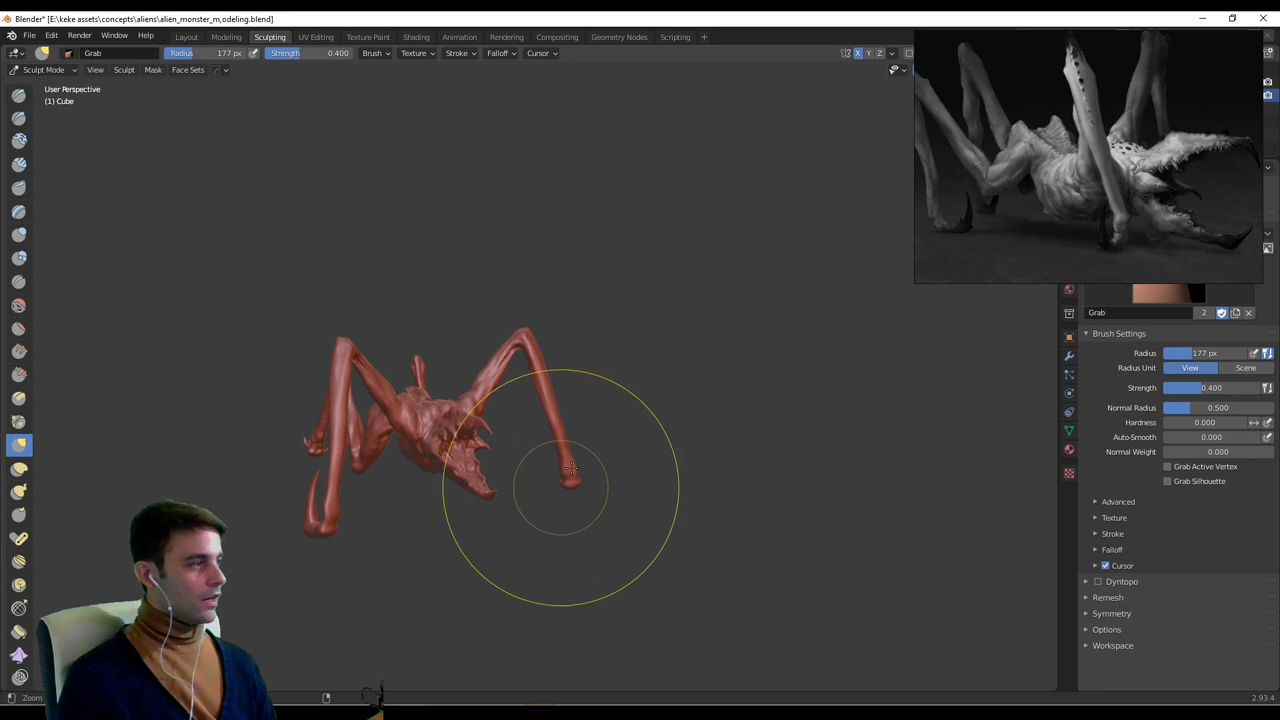 Blender* [E:\keke assets\concepts\aliens\alien_monster_m,odeling.blend]
File Edit Render Window Help Layout Modeling Sculpting UV Editing Texture Paint Shading Animation Rendering Compositing Geometry Nodes Scripting +
Grab Radius 177 px Strength 0.400 Brush Texture Stroke Falloff Cursor X Y Z
Sculpt Mode View Sculpt Mask Face Sets
User Perspective
(1) Cube
Grab 2
Brush Settings
Radius 177 px
Radius Unit View Scene
Strength 0.400
Normal Radius 0.500
Hardness 0.000
Auto-Smooth 0.000
Normal Weight 0.000
Grab Active Vertex
Grab Silhouette
Advanced
Texture
Stroke
Falloff
Cursor
Dyntopo
Remesh
Symmetry
Options
Workspace
Zoom 2.93.4